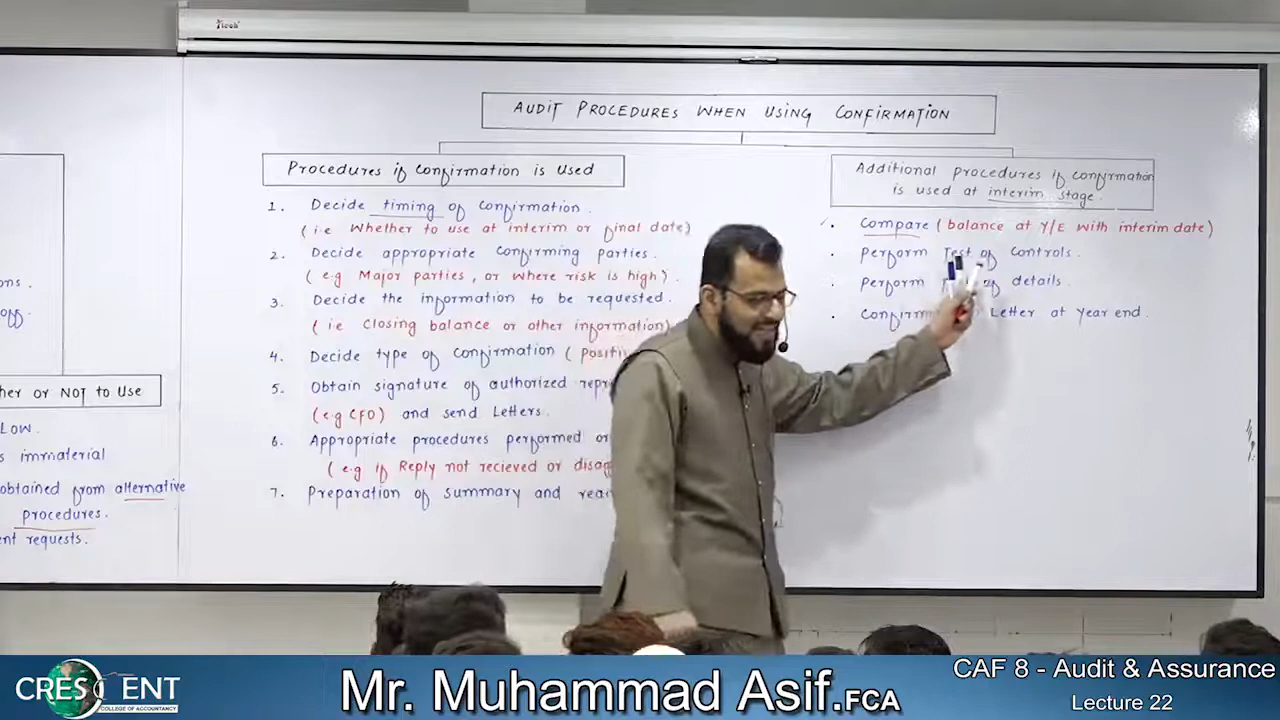 AUDIT PROCEDURES WHEN USING CONFIRMATION
Procedures if Confirmation is Used
1. Decide timing of confirmation.
(i.e Whether to use at interim or final date)
2. Decide appropriate Confirming parties.
(e.g Major parties, or where risk is high)
3. Decide the information to be requested.
(ie Closing balance or other information)
4. Decide type of confirmation (
5. Obtain signature of authorized
(e.g CFO) and send Letters.
6. Appropriate procedures performed
(e.g if Reply not recieved or
7. Preparation of summary and
Additional procedures if confirmation
is used at interim stage.
Compare (balance at Y/E with interim date)
Perform Test of Controls.
Perform details.
Letter at year end.
off.
NOT to Use
LOW.
immaterial
obtained from alternative
procedures.
requests.
CRESCENT
COLLEGE OF ACCOUNTANCY
Mr. Muhammad Asif.FCA
CAF 8 - Audit & Assurance
Lecture 22